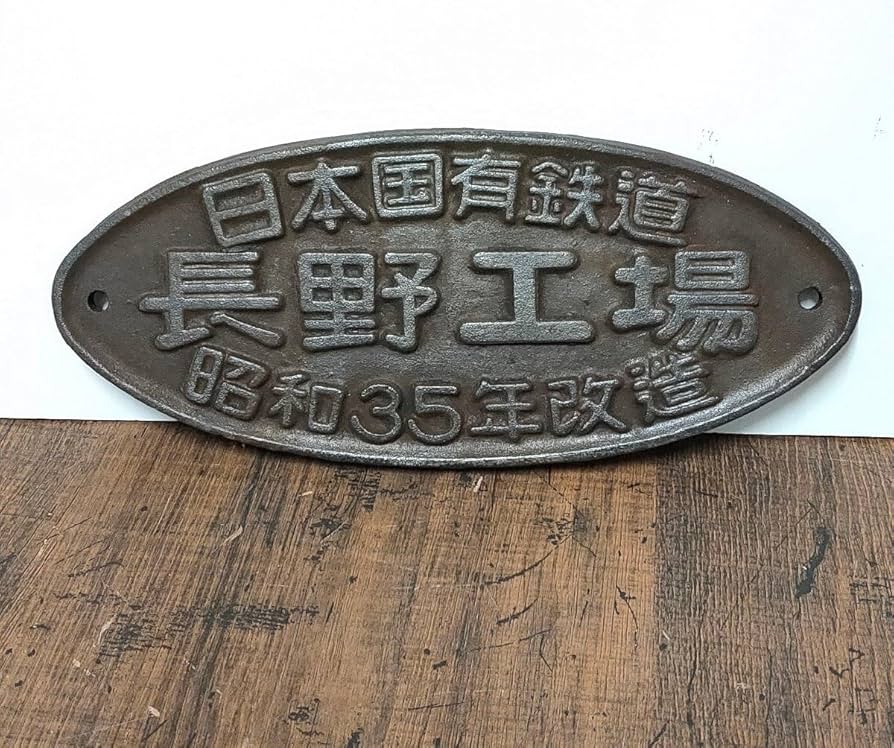 日本国有鉄道
長野工場
昭和35年改造